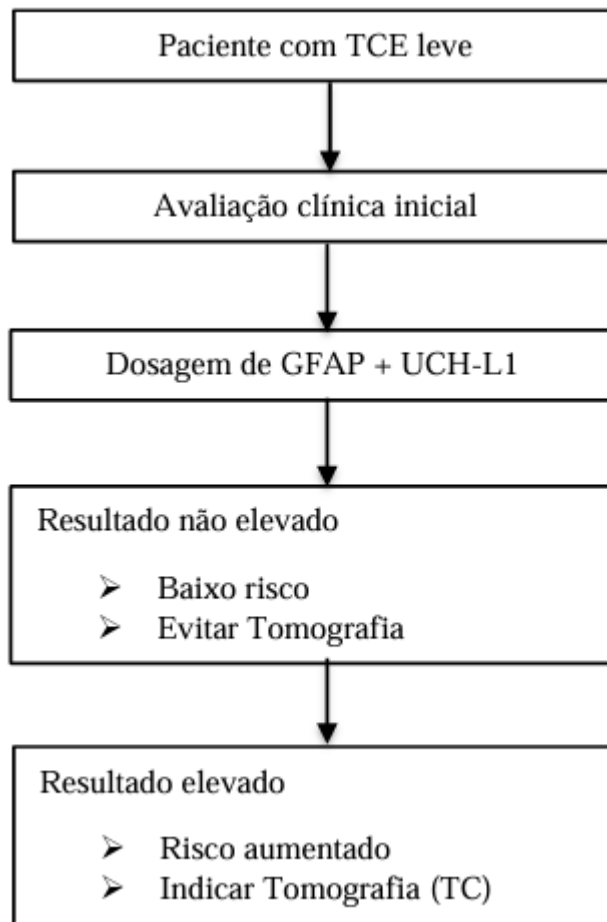 Paciente com TCE leve
Avaliação clínica inicial
Dosagem de GFAP + UCH-L1
Resultado não elevado
➤ Baixo risco
➤ Evitar Tomografia
Resultado elevado
➤ Risco aumentado
➤ Indicar Tomografia (TC)